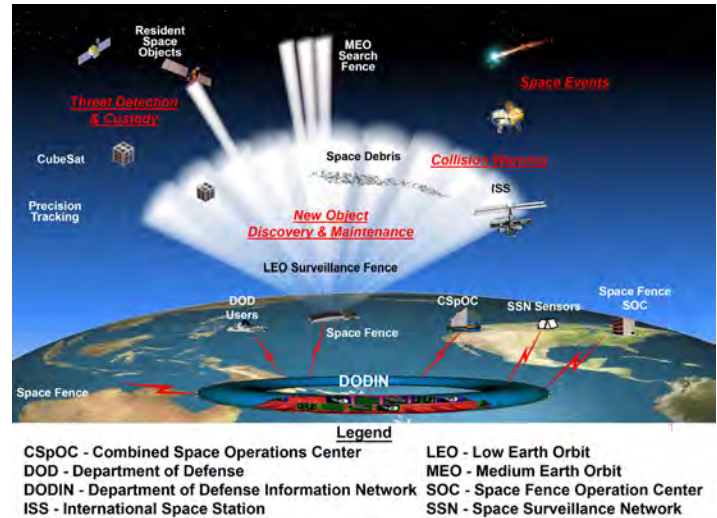 Resident
Space
Objects
MEO
Search
Fence
Space Events
Threat Detection
& Custody
CubeSat
Space Debris
Collision Warning
ISS
Precision
Tracking
New Object
Discovery & Maintenance
LEO Surveillance Fence
DOD
Users
Space Fence
CSpOC
SSN Sensors
Space Fence
SOC
DODIN
Space Fence
Legend
CSpOC - Combined Space Operations Center
DOD - Department of Defense
DODIN - Department of Defense Information Network
ISS - International Space Station
LEO - Low Earth Orbit
MEO - Medium Earth Orbit
SOC - Space Fence Operation Center
SSN - Space Surveillance Network